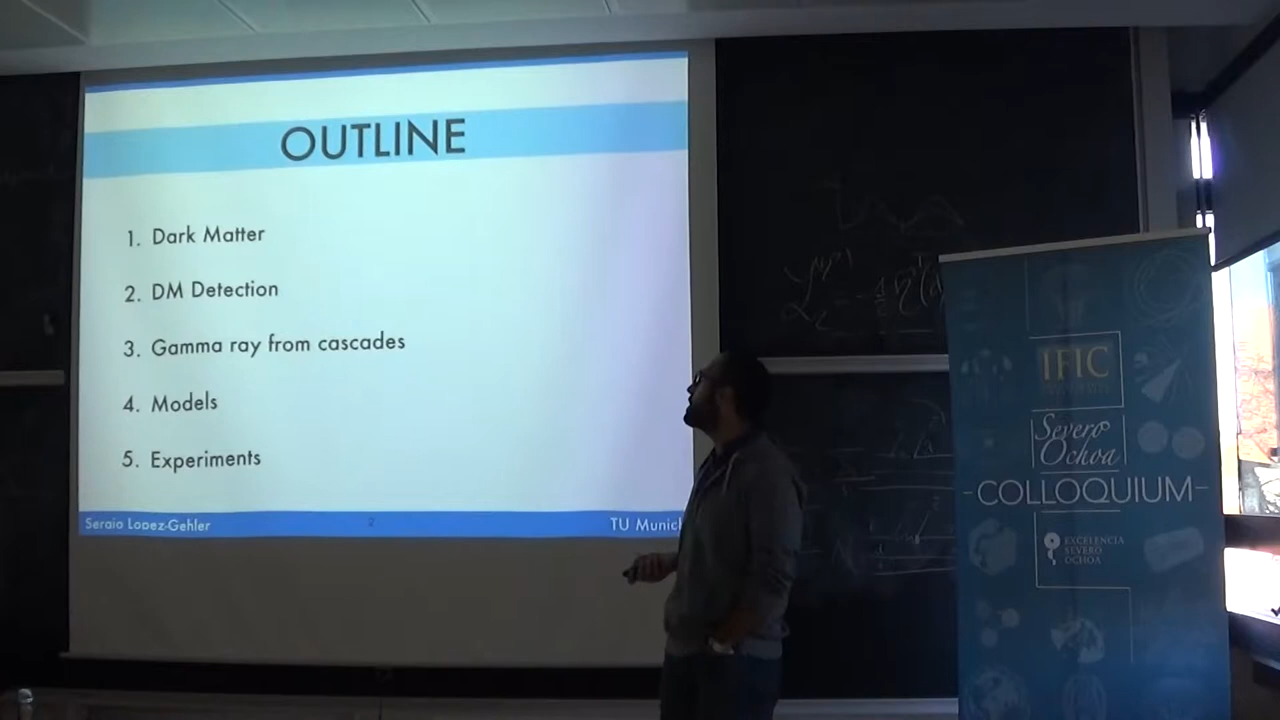 OUTLINE
1. Dark Matter
2. DM Detection
3. Gamma ray from cascades
4. Models
5. Experiments
Sergio Lopez-Gehler
2
TU Munich
IFIC
Severo
Ochoa
COLLOQUIUM
EXCELENCIA
SEVERO
OCHOA